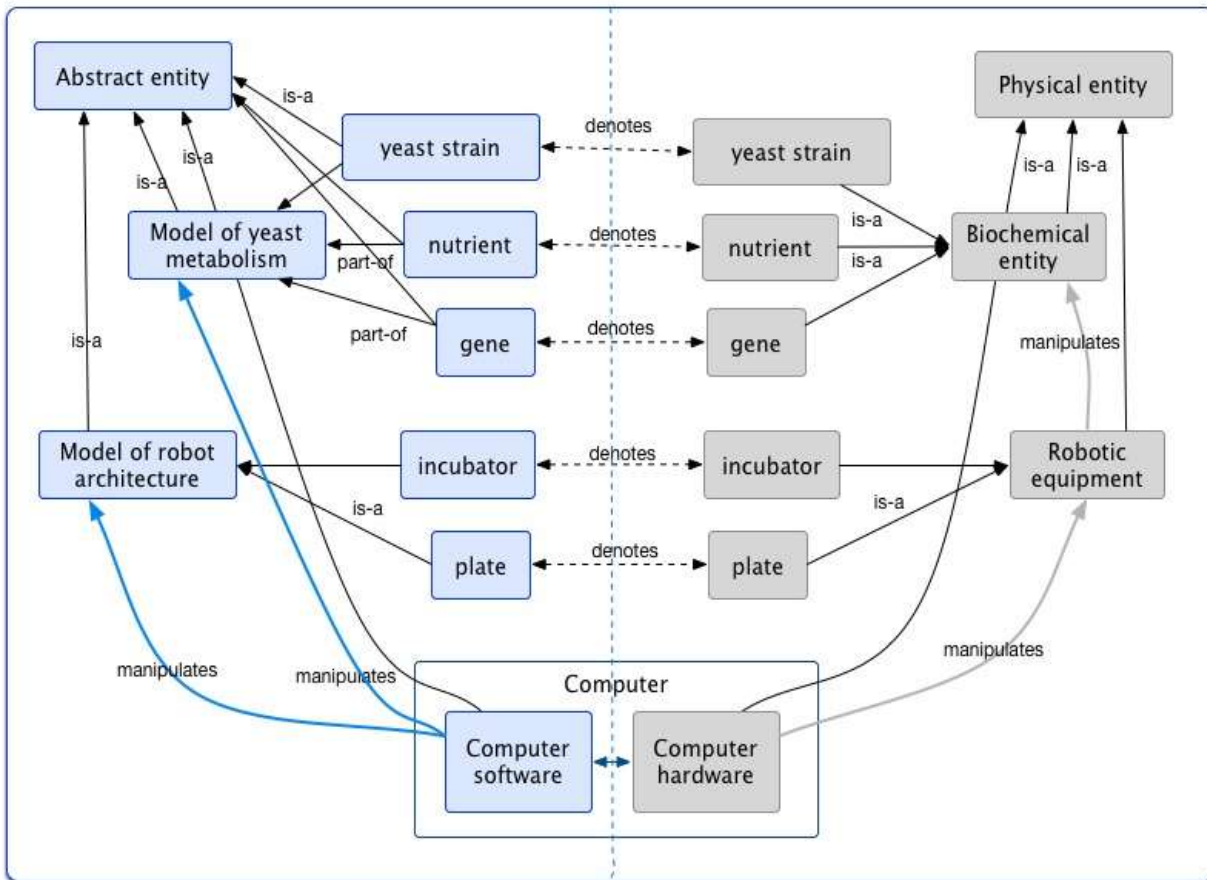 Abstract entity
Physical entity
is-a
yeast strain
denotes
yeast strain
is-a
is-a
is-a
is-a
Model of yeast
metabolism
part-of
nutrient
denotes
nutrient
is-a
is-a
Biochemical
entity
part-of
gene
denotes
gene
manipulates
is-a
Model of robot
architecture
incubator
denotes
incubator
Robotic
equipment
is-a
plate
denotes
plate
is-a
manipulates
manipulates
manipulates
Computer
Computer
software
Computer
hardware